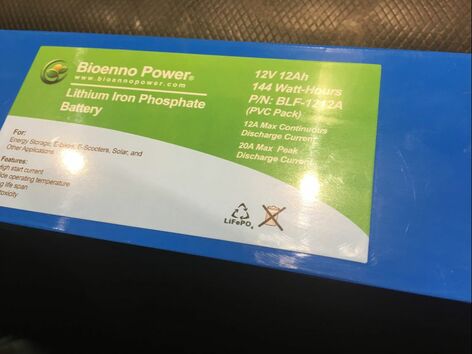 Bioenno Power®
www.bioennopower.com
Lithium Iron Phosphate
Battery
12V 12Ah
144 Watt-Hours
P/N: BLF-1212A
(PVC Pack)
12A Max Continuous
Discharge Current
20A Max Peak
Discharge Current
For:
Energy Storage, E-bikes, E-Scooters, Solar, and
Other Applications
Features:
High start current
operating temperature
life span
toxicity
LiFePO₄